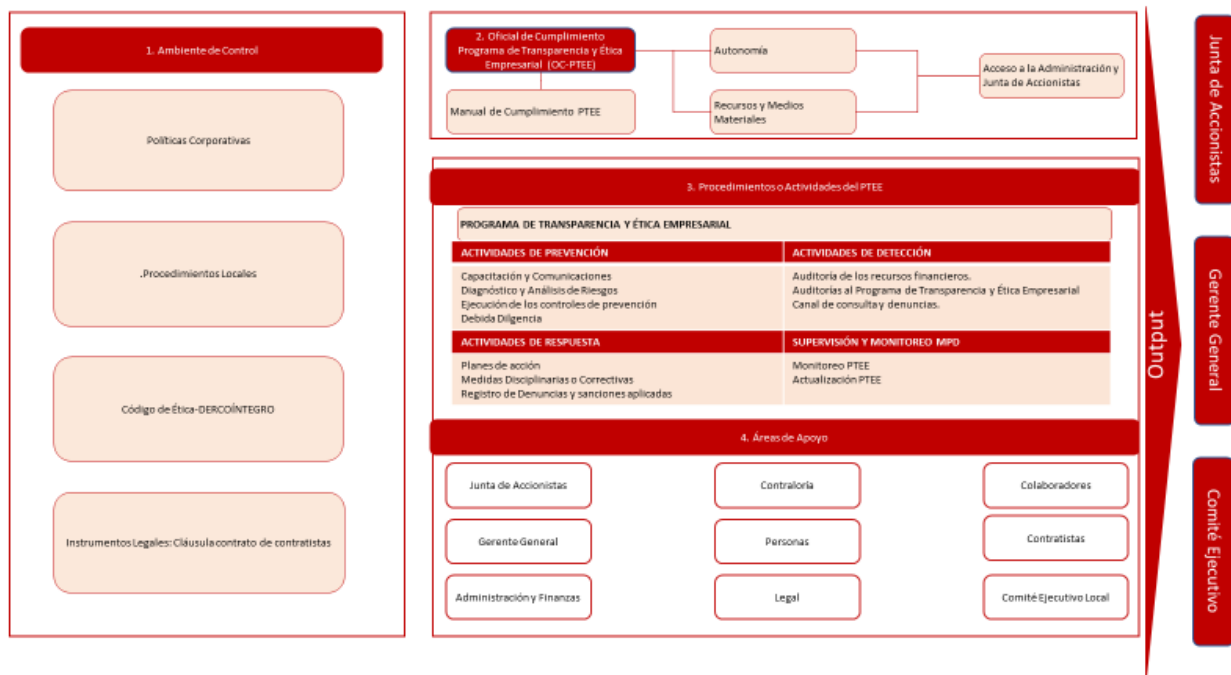 1. Ambiente de Control
Políticas Corporativas
.Procedimientos Locales
Código de Ética-DERCOÍNTEGRO
Instrumentos Legales: Cláusula contrato de contratistas
2. Oficial de Cumplimiento
Programa de Transparencia y Ética
Empresarial (OC-PTEE)
Manual de Cumplimiento PTEE
Autonomía
Recursos y Medios
Materiales
Acceso a la Administración y
Junta de Accionistas
3. Procedimientos o Actividades del PTEE
PROGRAMA DE TRANSPARENCIA Y ÉTICA EMPRESARIAL
ACTIVIDADES DE PREVENCIÓN
Capacitación y Comunicaciones
Diagnóstico y Análisis de Riesgos
Ejecución de los controles de prevención
Debida Dilgencia
ACTIVIDADES DE DETECCIÓN
Auditoría de los recursos financieros.
Auditorías al Programa de Transparencia y Ética Empresarial
Canal de consulta y denuncias.
ACTIVIDADES DE RESPUESTA
Planes de acción
Medidas Disciplinarias o Correctivas
Registro de Denuncias y sanciones aplicadas
SUPERVISIÓN Y MONITOREO MPD
Monitoreo PTEE
Actualización PTEE
4. Áreas de Apoyo
Junta de Accionistas
Contraloría
Colaboradores
Gerente General
Personas
Contratistas
Administración y Finanzas
Legal
Comité Ejecutivo Local
Output
Junta de Accionistas
Gerente General
Comité Ejecutivo